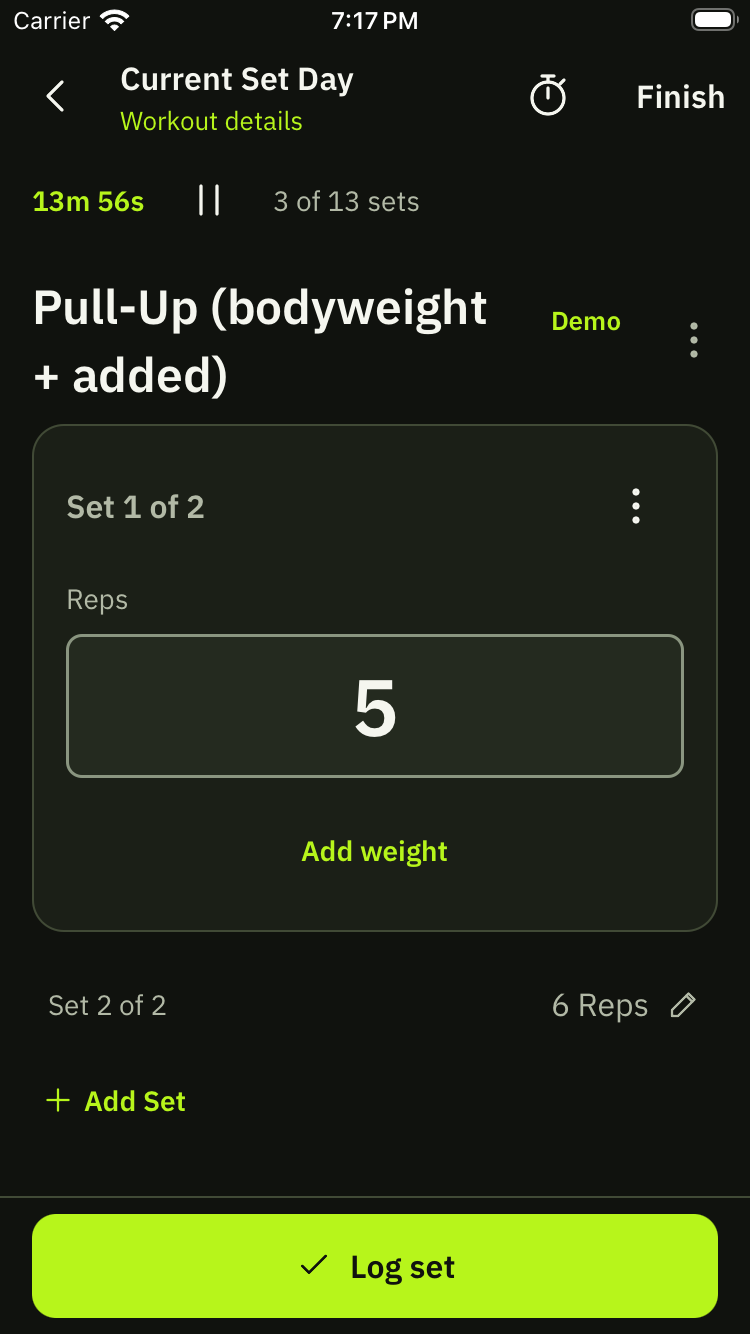 Carrier 7:17 PM
Current Set Day
Workout details
Finish
13m 56s
3 of 13 sets
Pull-Up (bodyweight
+ added)
Demo
Set 1 of 2
Reps
5
Add weight
Set 2 of 2
6 Reps
+ Add Set
Log set